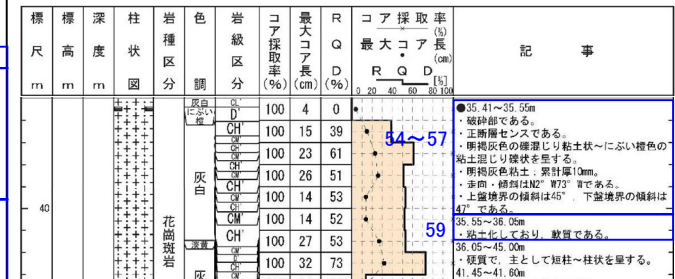 標 標 深 柱 岩 色 岩 コ 最 R コア採取率
(%)
尺 高 度 状 種 級 ア 大 Q 最大コア長
(cm)
図 区 区 採 コ D RQD
[%]
m m m 分 調 分 取 ア (%) 0 20 40 60 80 100
率 長
(%) (cm)
記 事
灰白 CL' 100 4 0
にぶい橙 D'
CH' 100 15 39
CH' 100 23 61
CH' 100 26 51
灰白
CH' 100 14 53
40
CM' 100 14 52
花崗斑岩
CH' 100 27 53
淡黄
CH' 100 32 73
灰
54~57
59
●35.41~35.55m
・破砕部である。
・正断層センスである。
・明褐灰色の礫混じり粘土状~にぶい橙色の
粘土混じり礫状を呈する。
・明褐灰色粘土:累計厚10mm。
・走向・傾斜はN2°W73°Wである。
・上盤境界の傾斜は45°、下盤境界の傾斜は
47°である。
35.55~36.05m
・粘土化しており、軟質である。
36.05~45.00m
・硬質で、主として短柱~柱状を呈する。
41.45~41.60m